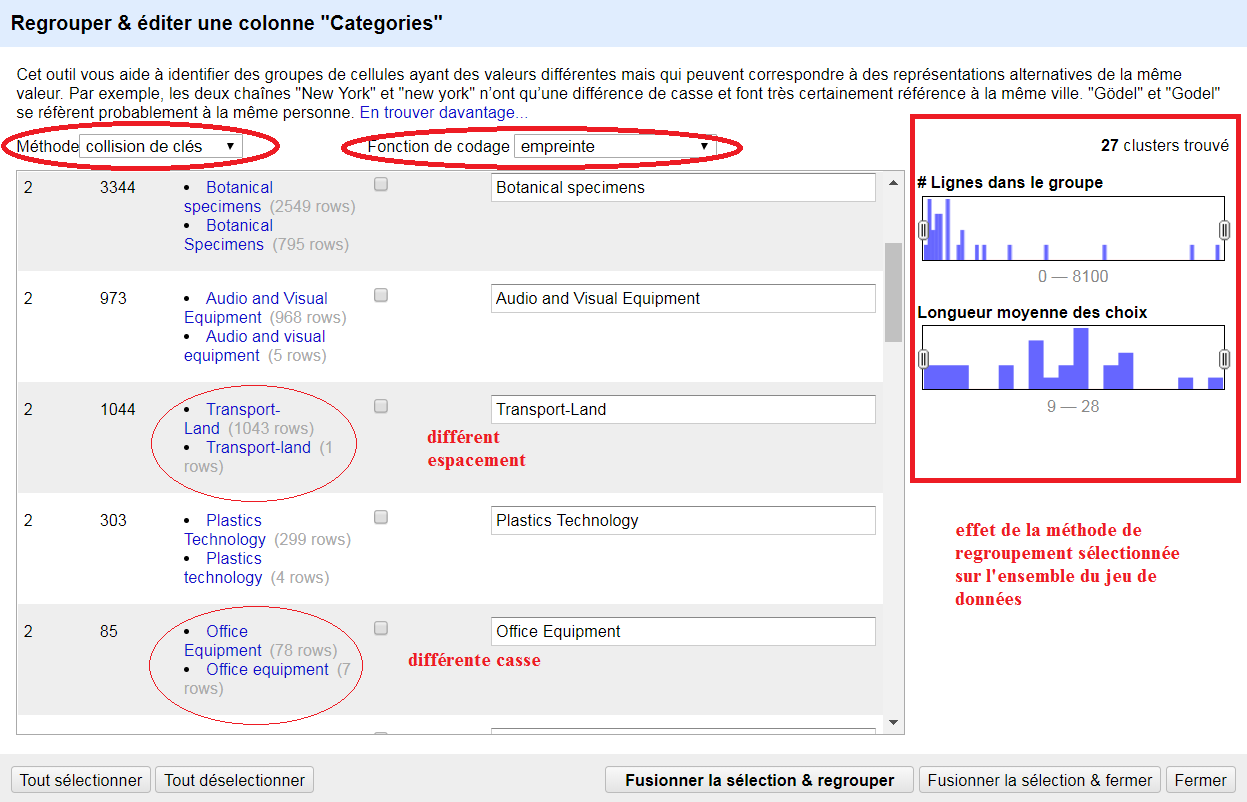 Regrouper & éditer une colonne "Categories"
Cet outil vous aide à identifier des groupes de cellules ayant des valeurs différentes mais qui peuvent correspondre à des représentations alternatives de la même
valeur. Par exemple, les deux chaînes "New York" et "new york" n'ont qu'une différence de casse et font très certainement référence à la même ville. "Gödel" et "Godel"
se réfèrent probablement à la même personne. En trouver davantage...
Méthode collision de clés ▼ Fonction de codage empreinte ▼
27 clusters trouvé
2 3344 • Botanical
specimens (2549 rows)
• Botanical
Specimens (795 rows)
Botanical specimens
2 973 • Audio and Visual
Equipment (968 rows)
• Audio and visual
equipment (5 rows)
Audio and Visual Equipment
2 1044 • Transport-
Land (1043 rows)
• Transport-land (1
rows)
Transport-Land
différent
espacement
2 303 • Plastics
Technology (299 rows)
• Plastics
technology (4 rows)
Plastics Technology
2 85 • Office
Equipment (78 rows)
• Office equipment (7
rows)
Office Equipment
différente casse
# Lignes dans le groupe
0 — 8100
Longueur moyenne des choix
9 — 28
effet de la méthode de
regroupement sélectionnée
sur l'ensemble du jeu de
données
Tout sélectionner Tout déselectionner Fusionner la sélection & regrouper Fusionner la sélection & fermer Fermer